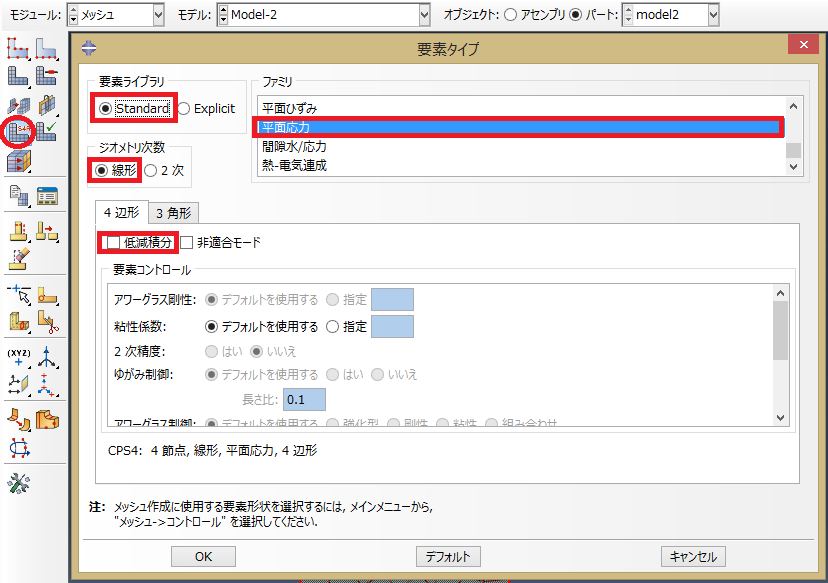 モジュール: メッシュ モデル: Model-2 オブジェクト: アセンブリ パート: model2
要素タイプ
要素ライブラリ
Standard Explicit
ジオメトリ次数
線形 2 次
ファミリ
平面ひずみ
平面応力
間隙水/応力
熱-電気連成
4 辺形 3 角形
低減積分 非適合モード
要素コントロール
アワーグラス剛性: デフォルトを使用する 指定
粘性係数: デフォルトを使用する 指定
2 次精度: はい いいえ
ゆがみ制御: デフォルトを使用する はい いいえ
長さ比: 0.1
アワーグラス制御: デフォルトを使用する 強化型 剛性 粘性 組み合わせ
CPS4: 4 節点, 線形, 平面応力, 4 辺形
注: メッシュ作成に使用する要素形状を選択するには, メインメニューから,
"メッシュ->コントロール" を選択してください.
OK デフォルト キャンセル
S4R
(XYZ)